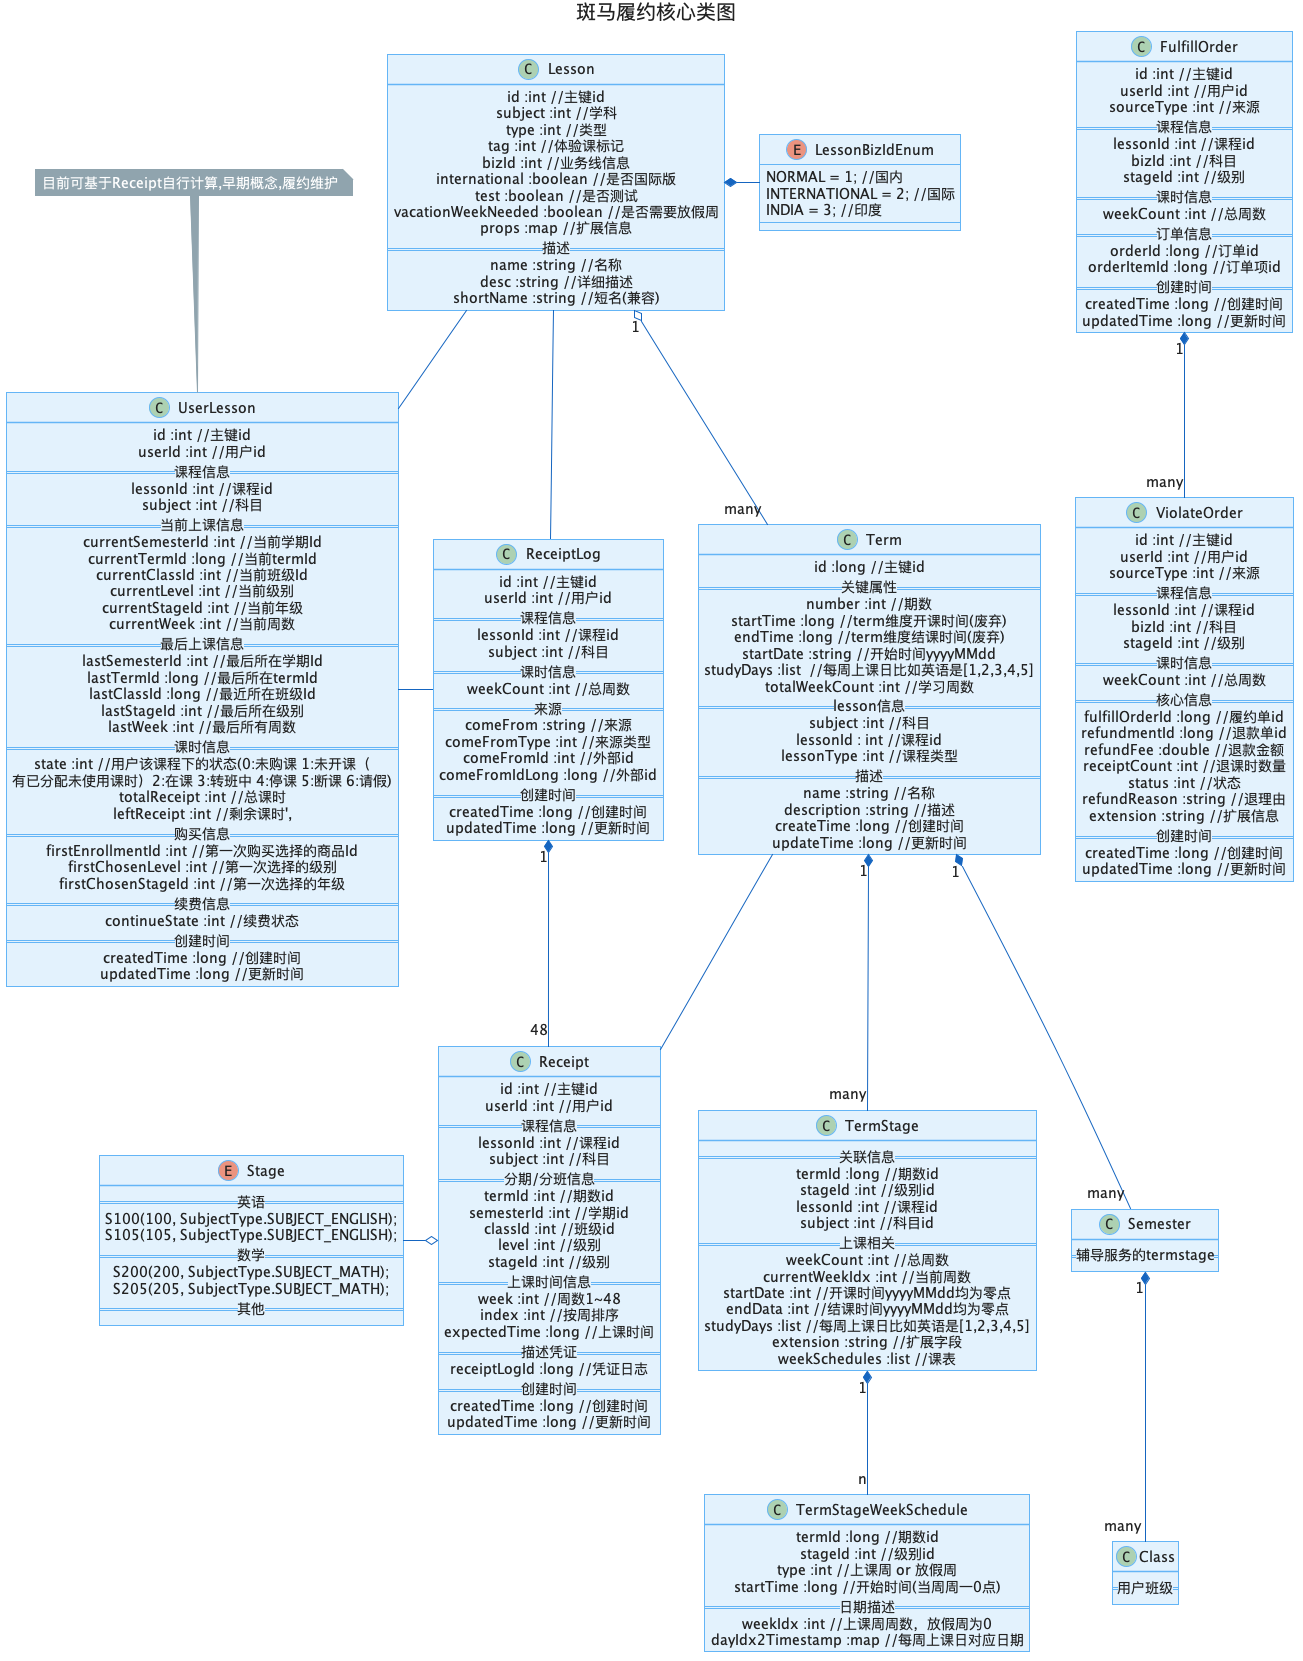 斑马履约核心类图
C Lesson
id :int //主键id
subject :int //学科
type :int //类型
tag :int //体验课标记
bizId :int //业务线信息
international :boolean //是否国际版
test :boolean //是否测试
vacationWeekNeeded :boolean //是否需要放假周
props :map //扩展信息
描述
name :string //名称
desc :string //详细描述
shortName :string //短名(兼容)
E LessonBizIdEnum
NORMAL = 1; //国内
INTERNATIONAL = 2; //国际
INDIA = 3; //印度
C FulfillOrder
id :int //主键id
userId :int //用户id
sourceType :int //来源
课程信息
lessonId :int //课程id
bizId :int //科目
stageId :int //级别
课时信息
weekCount :int //总周数
订单信息
orderId :long //订单id
orderItemId :long //订单项id
创建时间
createdTime :long //创建时间
updatedTime :long //更新时间
1
many
目前可基于Receipt自行计算,早期概念,履约维护
1
many
C UserLesson
id :int //主键id
userId :int //用户id
课程信息
lessonId :int //课程id
subject :int //科目
当前上课信息
currentSemesterId :int //当前学期Id
currentTermId :long //当前termId
currentClassId :int //当前班级Id
currentLevel :int //当前级别
currentStageId :int //当前年级
currentWeek :int //当前周数
最后上课信息
lastSemesterId :int //最后所在学期Id
lastTermId :long //最后所在termId
lastClassId :long //最近所在班级Id
lastStageId :int //最后所在级别
lastWeek :int //最后所有周数
课时信息
state :int //用户该课程下的状态(0:未购课 1:未开课（
有已分配未使用课时）2:在课 3:转班中 4:停课 5:断课 6:请假)
totalReceipt :int //总课时
leftReceipt :int //剩余课时',
购买信息
firstEnrollmentId :int //第一次购买选择的商品Id
firstChosenLevel :int //第一次选择的级别
firstChosenStageId :int //第一次选择的年级
续费信息
continueState :int //续费状态
创建时间
createdTime :long //创建时间
updatedTime :long //更新时间
C ReceiptLog
id :int //主键id
userId :int //用户id
课程信息
lessonId :int //课程id
subject :int //科目
课时信息
weekCount :int //总周数
来源
comeFrom :string //来源
comeFromType :int //来源类型
comeFromId :int //外部id
comeFromIdLong :long //外部id
创建时间
createdTime :long //创建时间
updatedTime :long //更新时间
1
48
C Term
id :long //主键id
关键属性
number :int //期数
startTime :long //term维度开课时间(废弃)
endTime :long //term维度结课时间(废弃)
startDate :string //开始时间yyyyMMdd
studyDays :list  //每周上课日比如英语是[1,2,3,4,5]
totalWeekCount :int //学习周数
lesson信息
subject :int //科目
lessonId : int //课程id
lessonType :int //课程类型
描述
name :string //名称
description :string //描述
createTime :long //创建时间
updateTime :long //更新时间
1
many
1
many
C ViolateOrder
id :int //主键id
userId :int //用户id
sourceType :int //来源
课程信息
lessonId :int //课程id
bizId :int //科目
stageId :int //级别
课时信息
weekCount :int //总周数
核心信息
fulfillOrderId :long //履约单id
refundmentId :long //退款单id
refundFee :double //退款金额
receiptCount :int //退课时数量
status :int //状态
refundReason :string //退理由
extension :string //扩展信息
创建时间
createdTime :long //创建时间
updatedTime :long //更新时间
E Stage
英语
S100(100, SubjectType.SUBJECT_ENGLISH);
S105(105, SubjectType.SUBJECT_ENGLISH);
数学
S200(200, SubjectType.SUBJECT_MATH);
S205(205, SubjectType.SUBJECT_MATH);
其他
C Receipt
id :int //主键id
userId :int //用户id
课程信息
lessonId :int //课程id
subject :int //科目
分期/分班信息
termId :int //期数id
semesterId :int //学期id
classId :int //班级id
level :int //级别
stageId :int //级别
上课时间信息
week :int //周数1~48
index :int //按周排序
expectedTime :long //上课时间
描述凭证
receiptLogId :long //凭证日志
创建时间
createdTime :long //创建时间
updatedTime :long //更新时间
C TermStage
关联信息
termId :long //期数id
stageId :int //级别id
lessonId :int //课程id
subject :int //科目id
上课相关
weekCount :int //总周数
currentWeekIdx :int //当前周数
startDate :int //开课时间yyyyMMdd均为零点
endData :int //结课时间yyyyMMdd均为零点
studyDays :list //每周上课日比如英语是[1,2,3,4,5]
extension :string //扩展字段
weekSchedules :list //课表
1
n
C Semester
辅导服务的termstage
1
many
C TermStageWeekSchedule
termId :long //期数id
stageId :int //级别id
type :int //上课周 or 放假周
startTime :long //开始时间(当周周一0点)
日期描述
weekIdx :int //上课周周数，放假周为0
dayIdx2Timestamp :map //每周上课日对应日期
C Class
用户班级